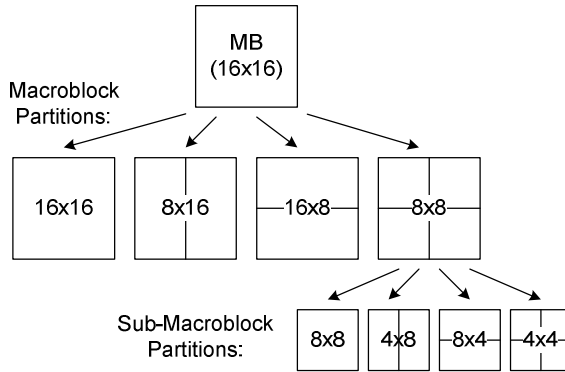 MB
(16x16)
Macroblock
Partitions:
16x16
8x16
16x8
8x8
Sub-Macroblock
Partitions:
8x8
4x8
8x4
4x4